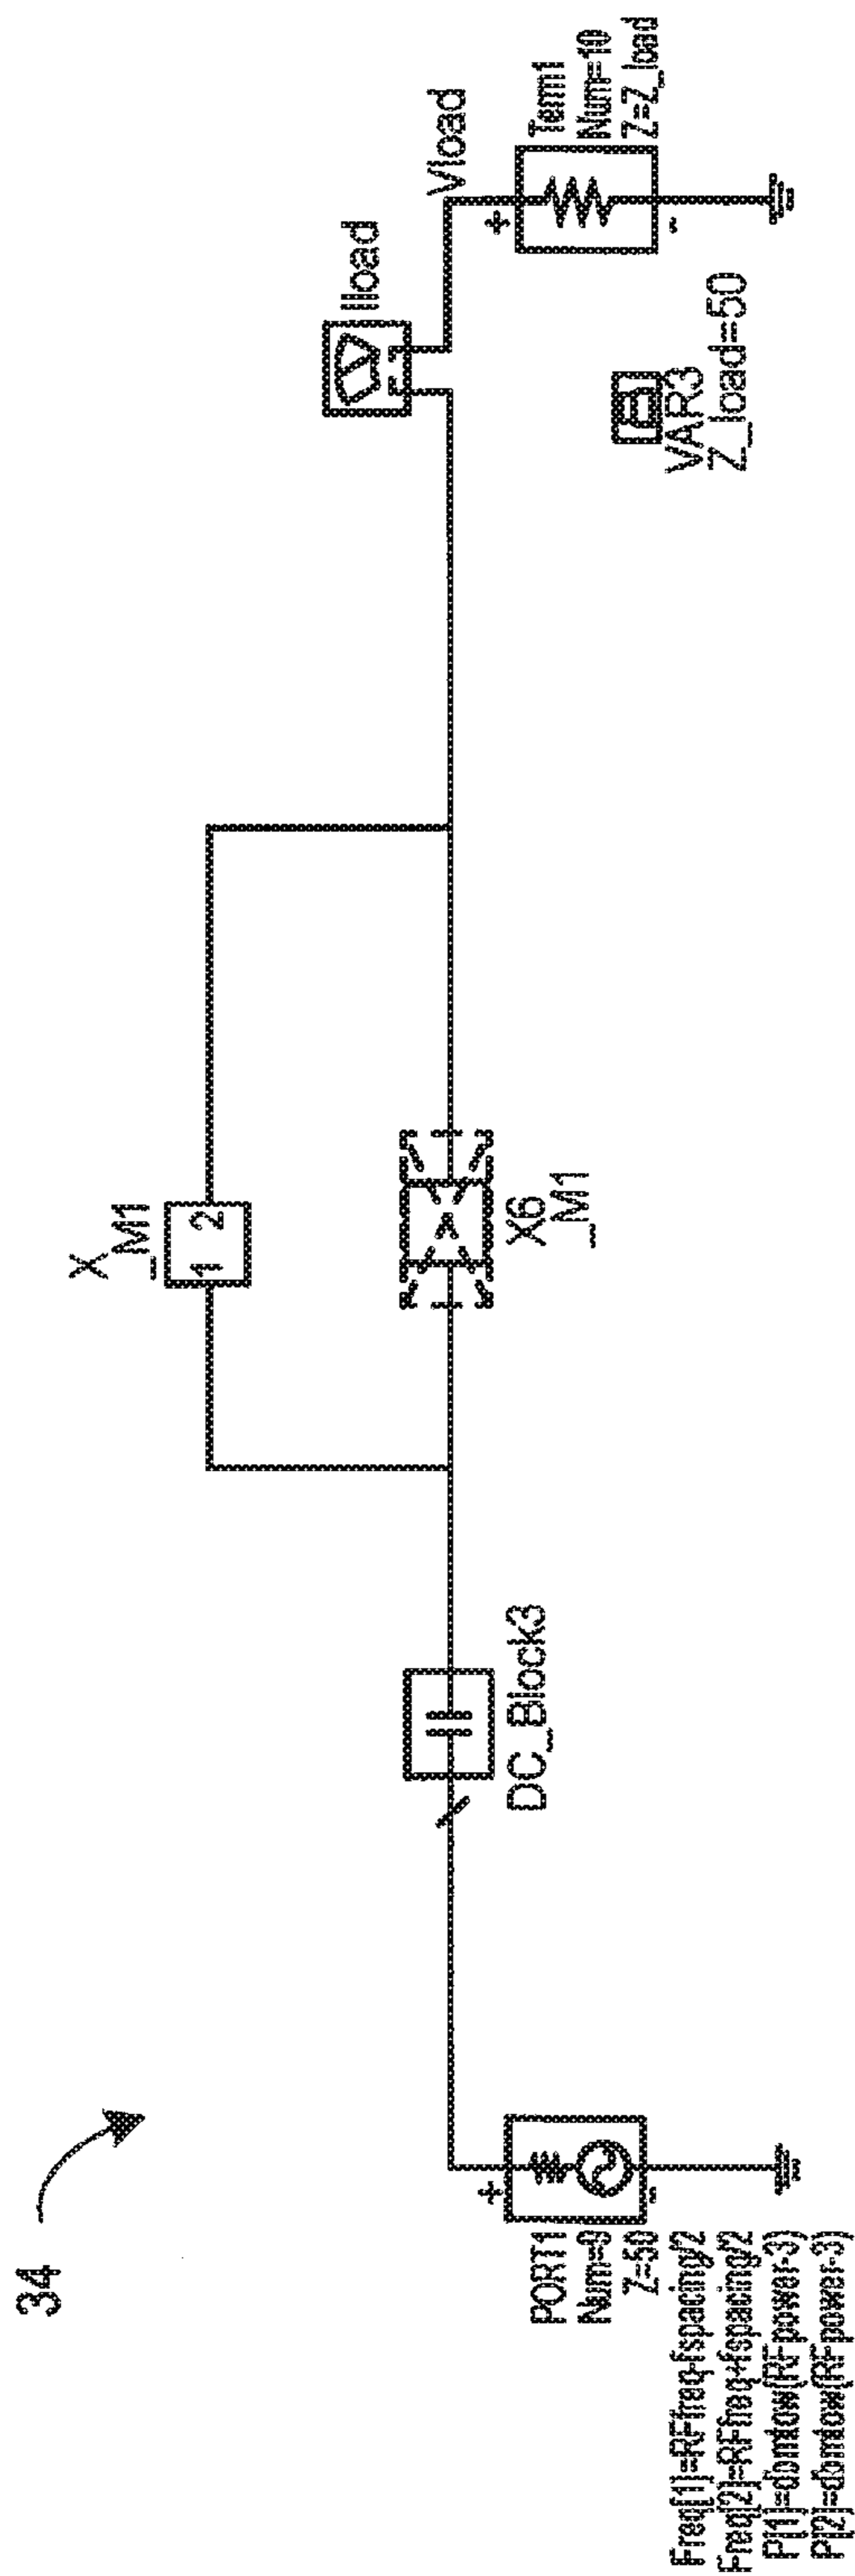 34
X
_M1
1 2
X6
_M1
DC_Block3
Iload
Vload
Term1
Num=10
Z=Z_load
VAR3
Z_load=50
PORT1
Num=9
Z=50
Freq[1]=RFfreq-fspacing/2
Freq[2]=RFfreq+fspacing/2
P[1]=dbmtow(RFpower-3)
P[2]=dbmtow(RFpower-3)
+
-
+
-